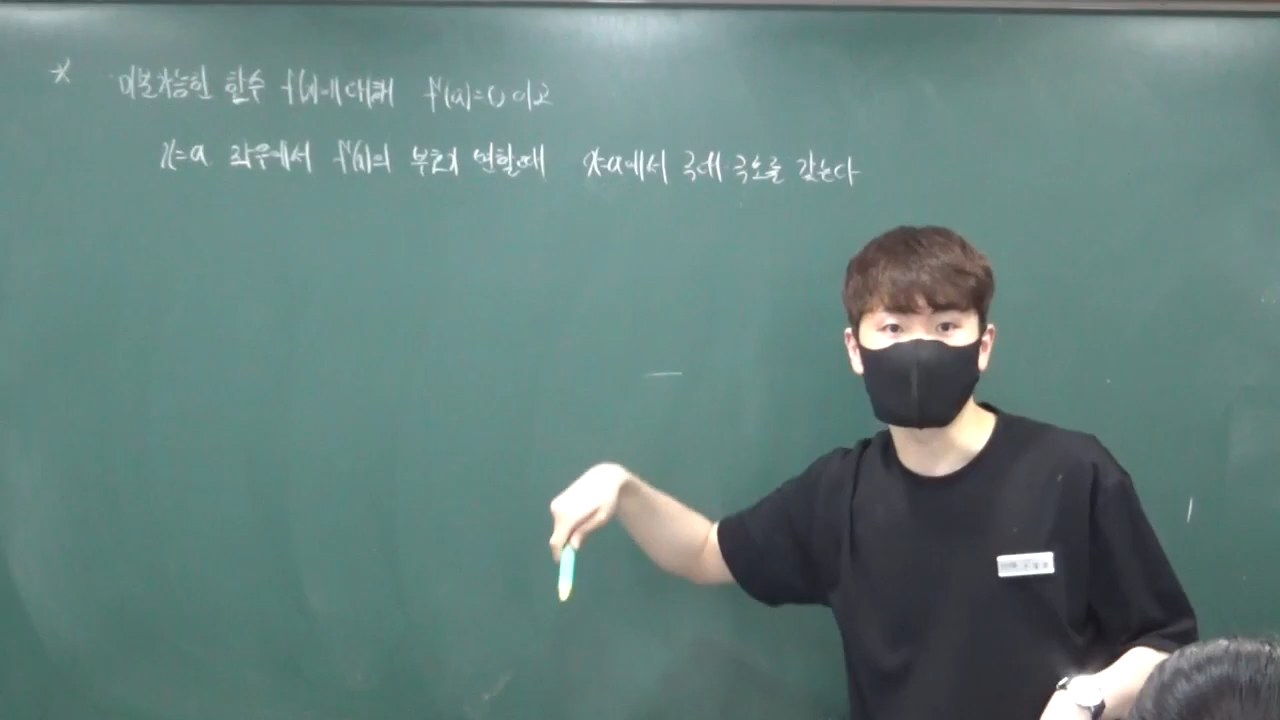 * 미분가능한 함수 f(x)에 대해 f'(a)=0 이고
x=a 좌우에서 f'(x)의 부호가 변할때 x=a에서 극대 극소를 갖는다